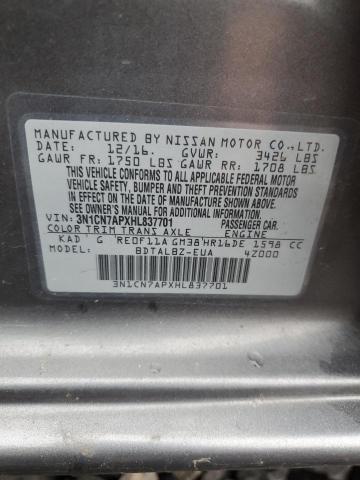 MANUFACTURED BY NISSAN MOTOR CO.,LTD.
DATE: 12/16. GVWR: 3426 LBS
GAWR FR: 1750 LBS GAWR RR: 1708 LBS
THIS VEHICLE CONFORMS TO ALL APPLICABLE FEDERAL MOTOR
VEHICLE SAFETY, BUMPER AND THEFT PREVENTION STANDARDS
IN EFFECT ON THE DATE OF MANUFACTURE SHOWN ABOVE.
SEE OWNER'S MANUAL FOR ADDITIONAL INFORMATION.
VIN: 3N1CN7APXHL837701 PASSENGER CAR.
COLOR TRIM TRANS AXLE ENGINE
KAD G RE0F11A GM38 HR16DE 1598 CC
MODEL: BDTALBZ-EUA 4Z000
3N1CN7APXHL837701